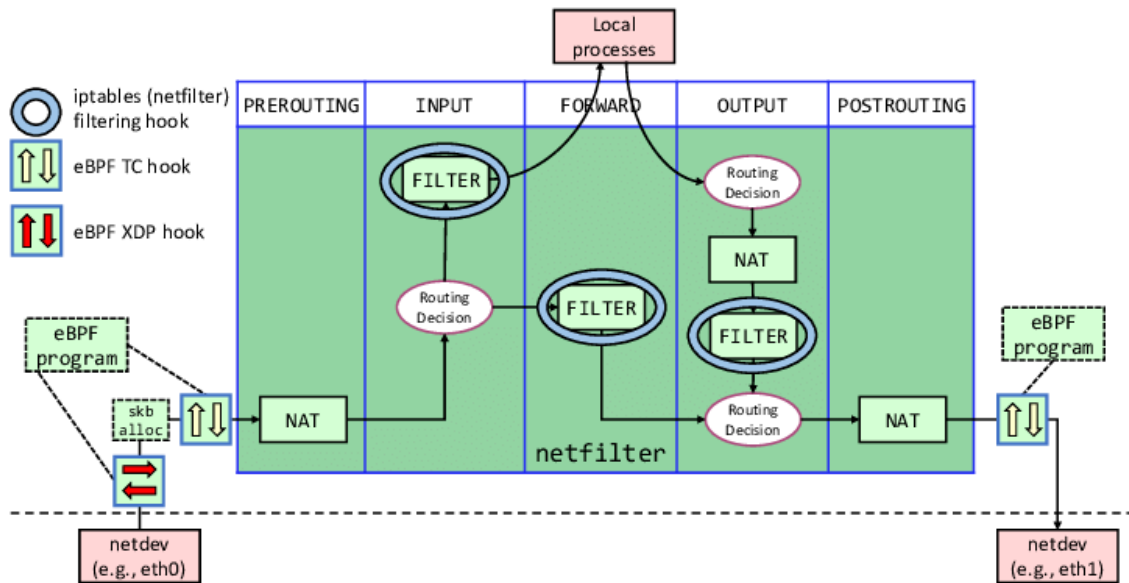 Local
processes
iptables (netfilter)
filtering hook
eBPF TC hook
eBPF XDP hook
PREROUTING
INPUT
FORWARD
OUTPUT
POSTROUTING
FILTER
Routing
Decision
NAT
Routing
Decision
FILTER
FILTER
eBPF
program
eBPF
program
skb
alloc
NAT
Routing
Decision
NAT
netfilter
netdev
(e.g., eth0)
netdev
(e.g., eth1)